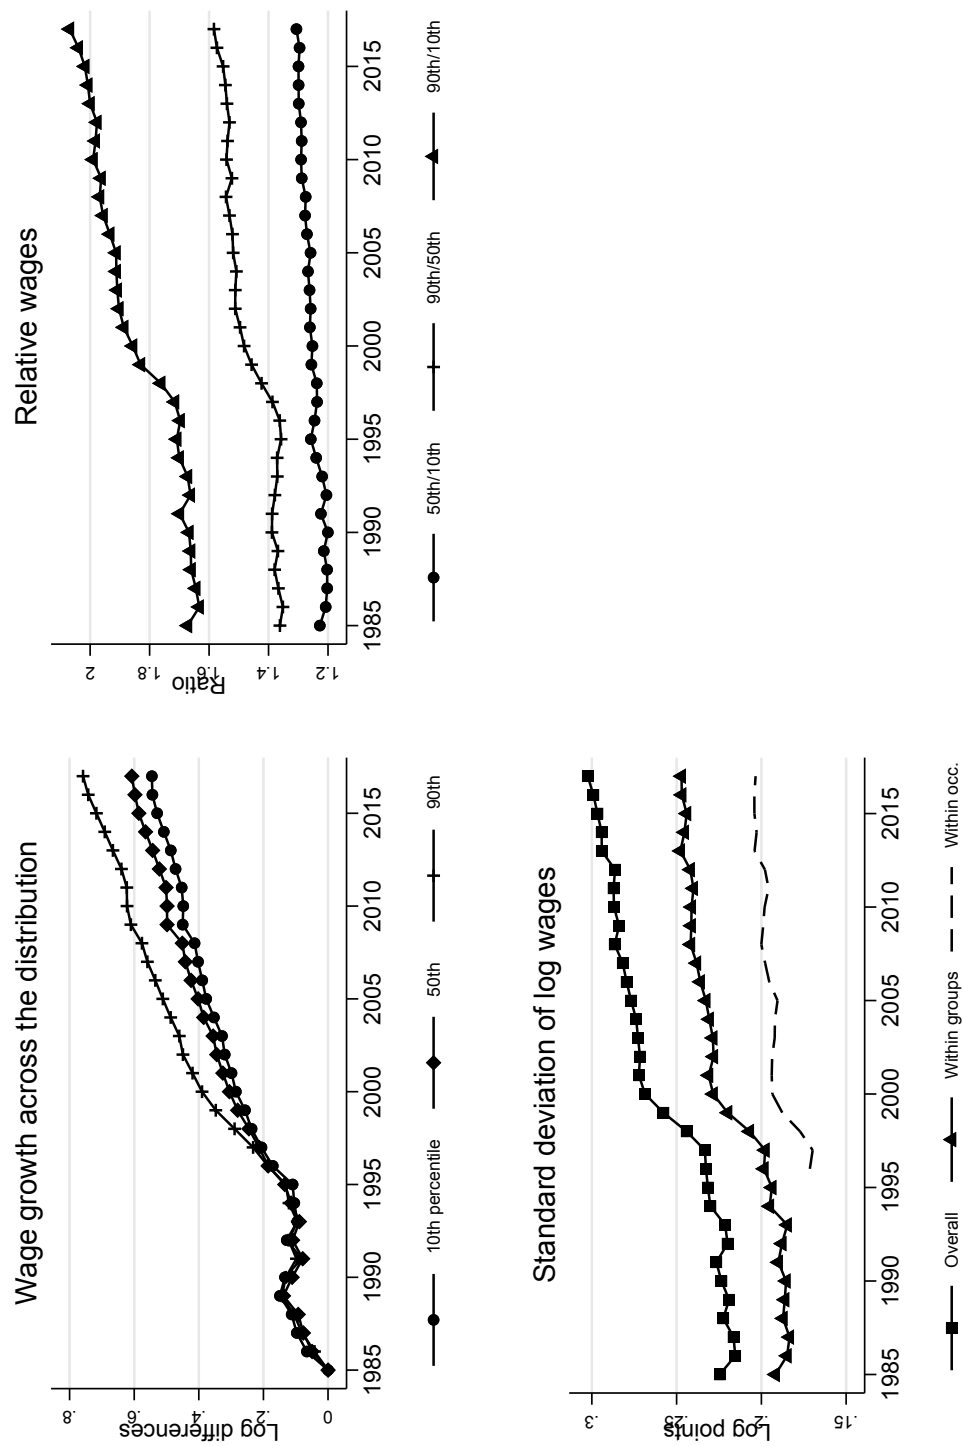 Wage growth across the distribution
Log differences
.8
.6
.4
.2
0
1985 1990 1995 2000 2005 2010 2015
10th percentile 50th 90th
Relative wages
Ratio
2
1.8
1.6
1.4
1.2
1985 1990 1995 2000 2005 2010 2015
50th/10th 90th/50th 90th/10th
Standard deviation of log wages
Log points
.3
.25
.2
.15
1985 1990 1995 2000 2005 2010 2015
Overall Within groups Within occ.